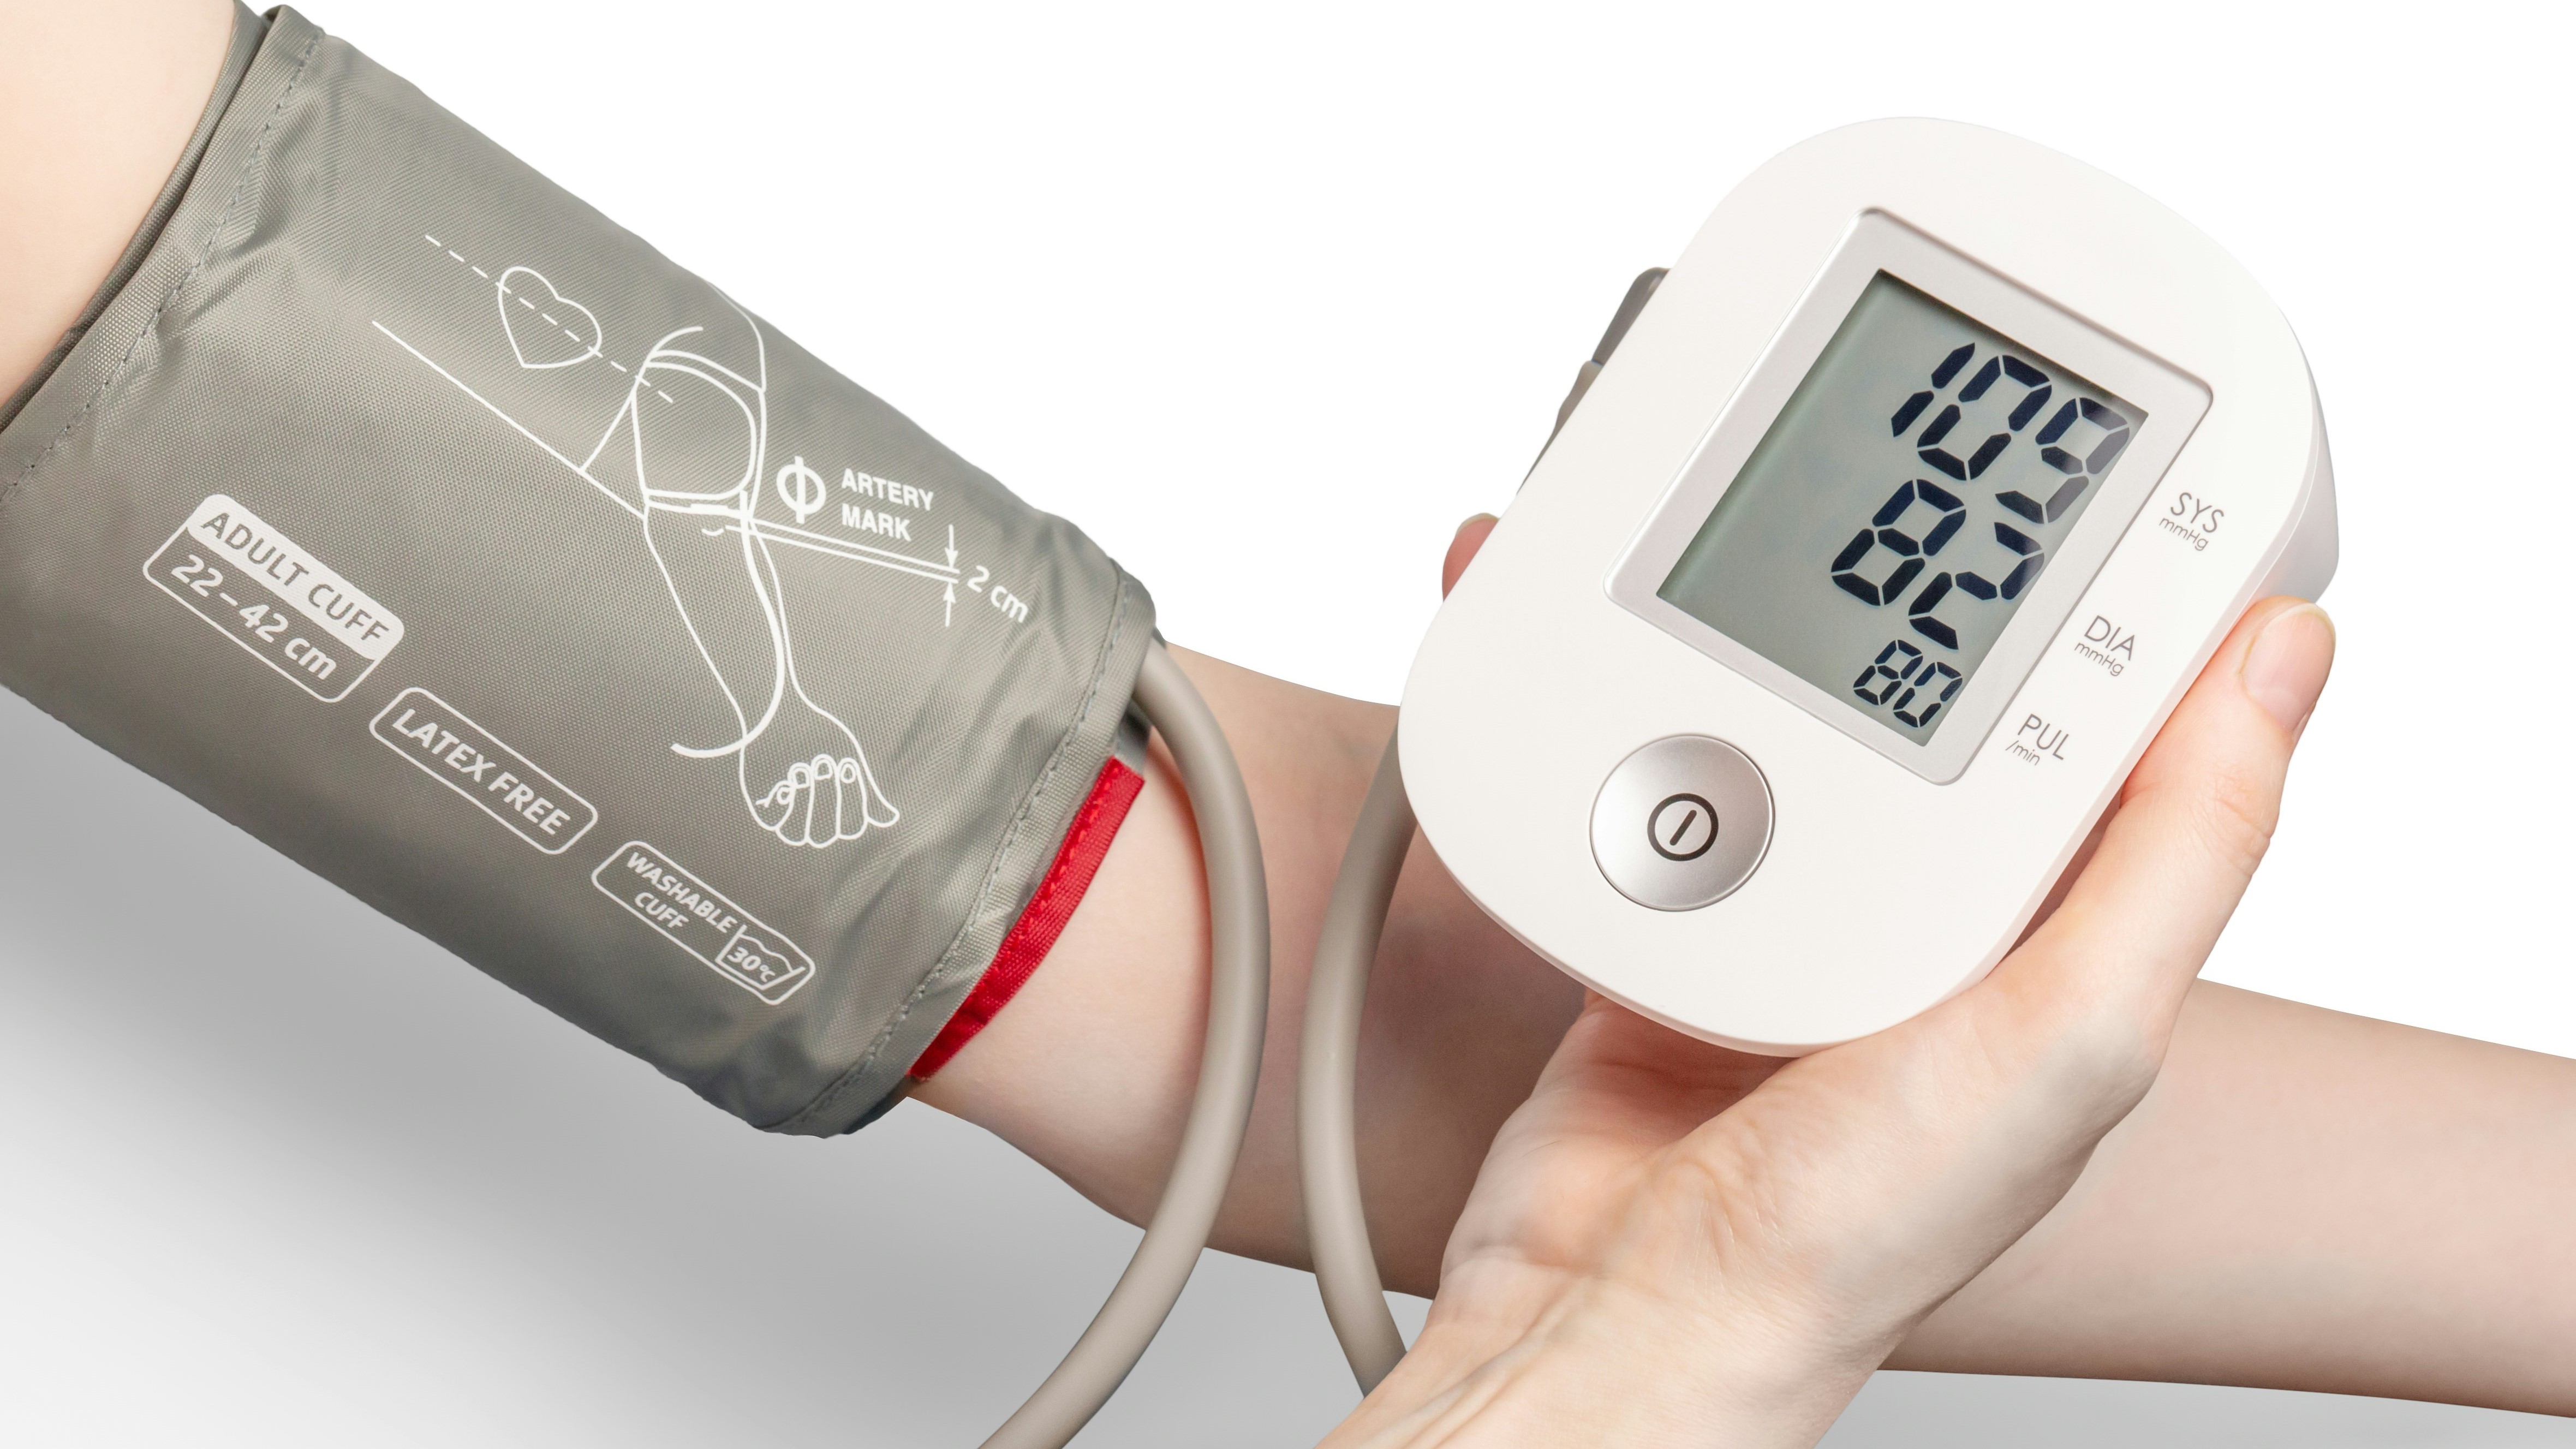 ARTERY
MARK
2 cm
ADULT CUFF
22-42 cm
LATEX FREE
WASHABLE
CUFF
30°C
109
82
80
SYS
mmHg
DIA
mmHg
PUL
/min